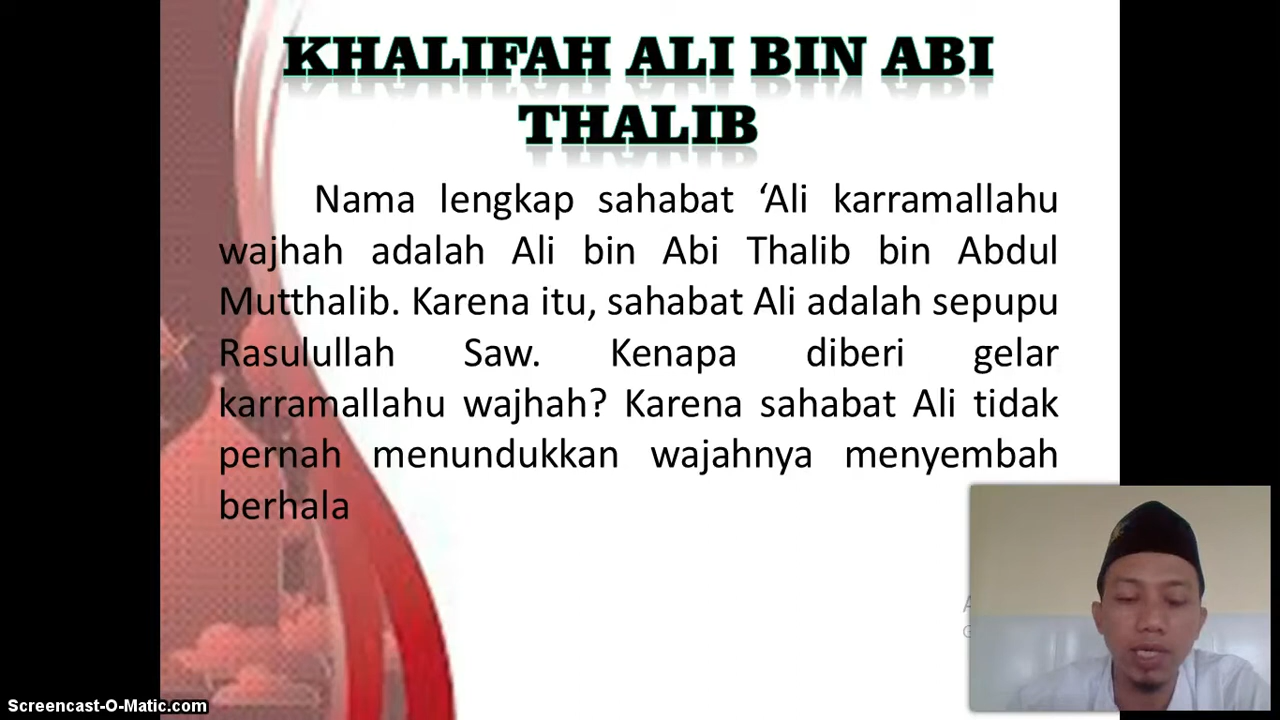 KHALIFAH ALI BIN ABI
THALIB
Nama lengkap sahabat ‘Ali karramallahu
wajhah adalah Ali bin Abi Thalib bin Abdul
Mutthalib. Karena itu, sahabat Ali adalah sepupu
Rasulullah Saw. Kenapa diberi gelar
karramallahu wajhah? Karena sahabat Ali tidak
pernah menundukkan wajahnya menyembah
berhala
Screencast-O-Matic.com